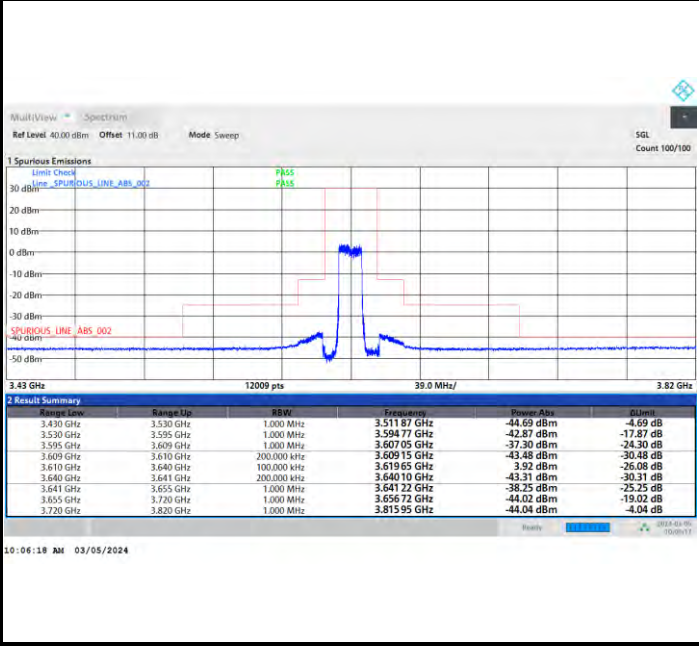 MultiView Spectrum
Ref Level 40.00 dBm Offset 11.00 dB Mode Sweep SGL
Count 100/100
1 Spurious Emissions
Limit Check PASS
Line _SPURIOUS_LINE_ABS_002 PASS
30 dBm
20 dBm
10 dBm
0 dBm
-10 dBm
-20 dBm
-30 dBm
SPURIOUS_LINE_ABS_002
-40 dBm
-50 dBm
3.43 GHz 12009 pts 39.0 MHz/ 3.82 GHz
2 Result Summary
Range Low Range Up RBW Frequency Power Abs ΔLimit
3.430 GHz 3.530 GHz 1.000 MHz 3.511 87 GHz -44.69 dBm -4.69 dB
3.530 GHz 3.595 GHz 1.000 MHz 3.594 77 GHz -42.87 dBm -17.87 dB
3.595 GHz 3.609 GHz 1.000 MHz 3.607 05 GHz -37.30 dBm -24.30 dB
3.609 GHz 3.610 GHz 200.000 kHz 3.609 15 GHz -43.48 dBm -30.48 dB
3.610 GHz 3.640 GHz 100.000 kHz 3.619 65 GHz 3.92 dBm -26.08 dB
3.640 GHz 3.641 GHz 200.000 kHz 3.640 10 GHz -43.31 dBm -30.31 dB
3.641 GHz 3.655 GHz 1.000 MHz 3.641 22 GHz -38.25 dBm -25.25 dB
3.655 GHz 3.720 GHz 1.000 MHz 3.656 72 GHz -44.02 dBm -19.02 dB
3.720 GHz 3.820 GHz 1.000 MHz 3.815 95 GHz -44.04 dBm -4.04 dB
Ready
10:06:18 AM 03/05/2024